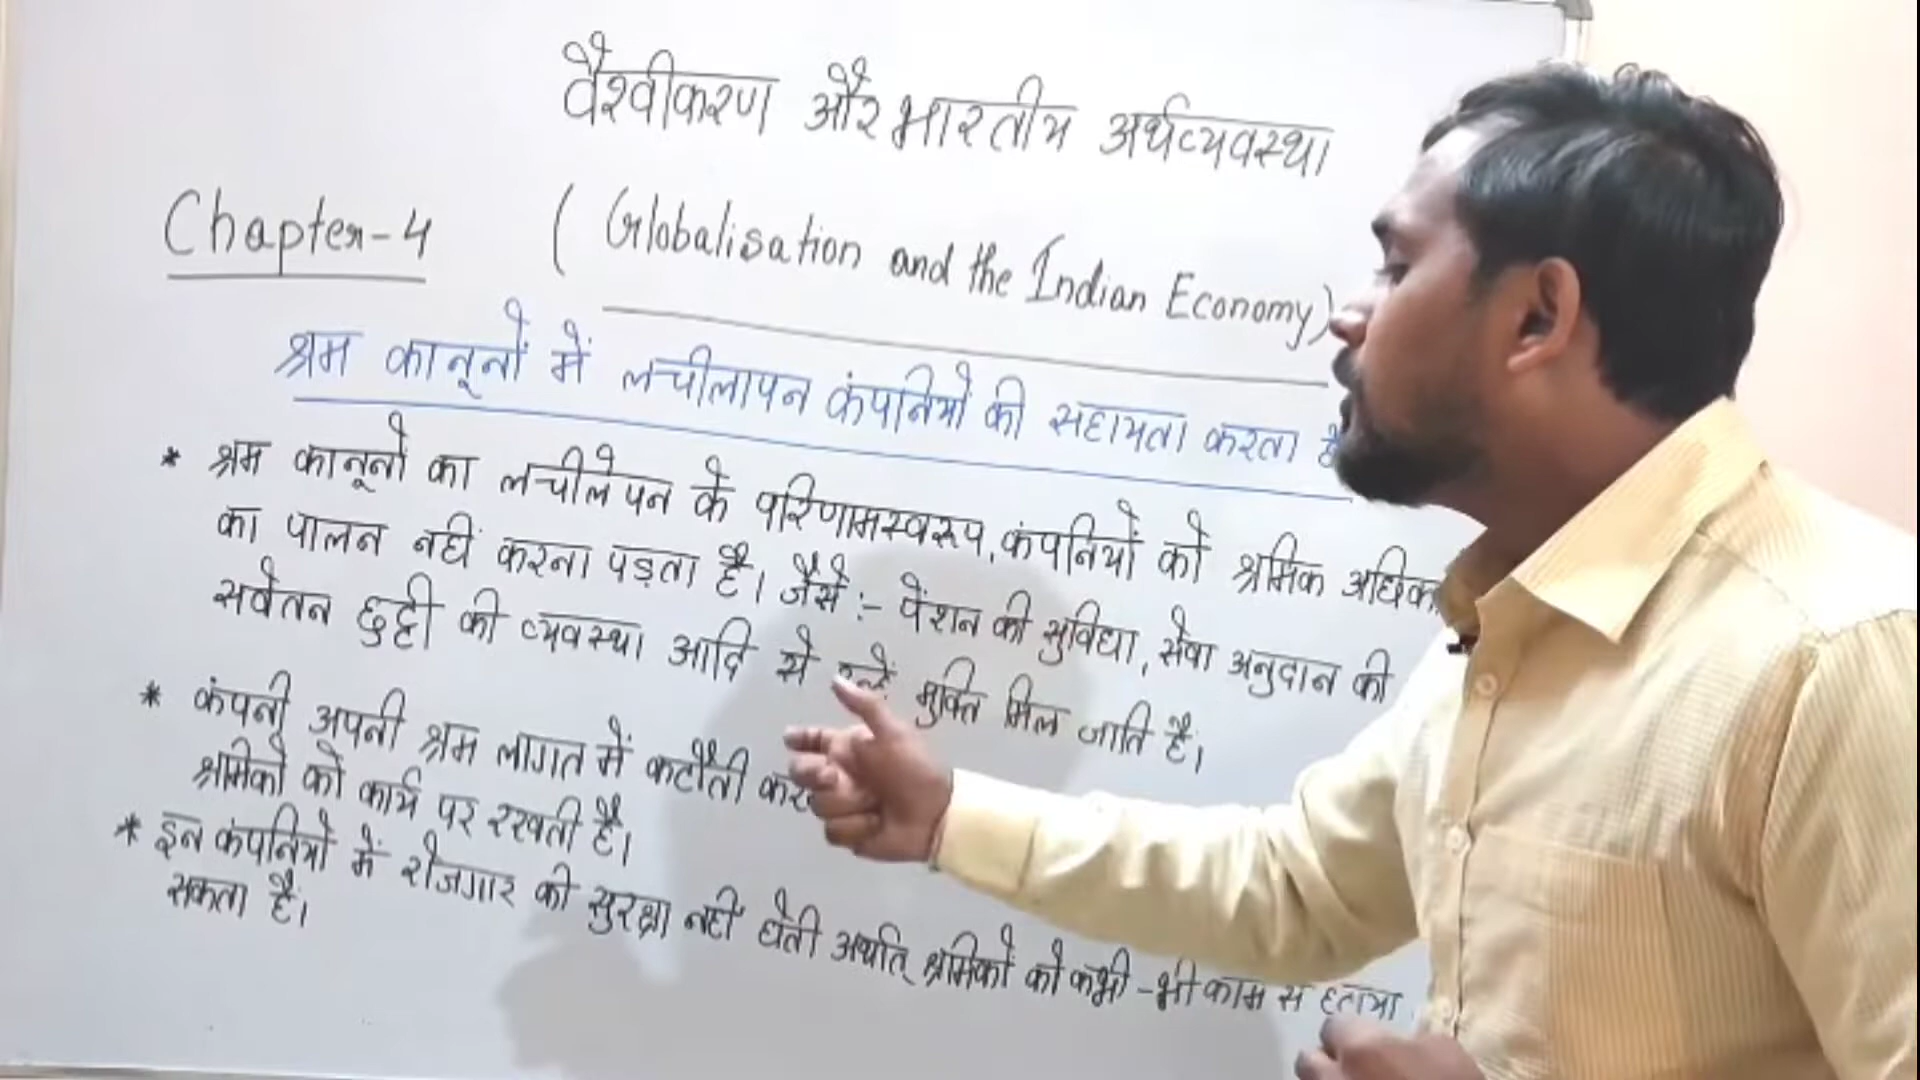 वैश्वीकरण और भारतीय अर्थव्यवस्था
Chapter-4 ( Globalisation and the Indian Economy)
श्रम कानूनों में लचीलापन कंपनियों की सहायता करता
* श्रम कानूनों का लचीलेपन के परिणामस्वरूप, कंपनियों को श्रमिक
का पालन नहीं करना पड़ता है। जैसे :- पेंशन की सुविधा, सेवा अनुदान की
सवेतन छुट्टी की व्यवस्था आदि से मुक्ति मिल जाति है।
* कंपनी अपनी श्रम लागत में कटौती
श्रमिकों को कार्य पर रखती है।
* इन कंपनियों में रोजगार की सुरक्षा नहीं होती अर्थात् श्रमिकों को कभी-भी काम से हटाया
सकता है।